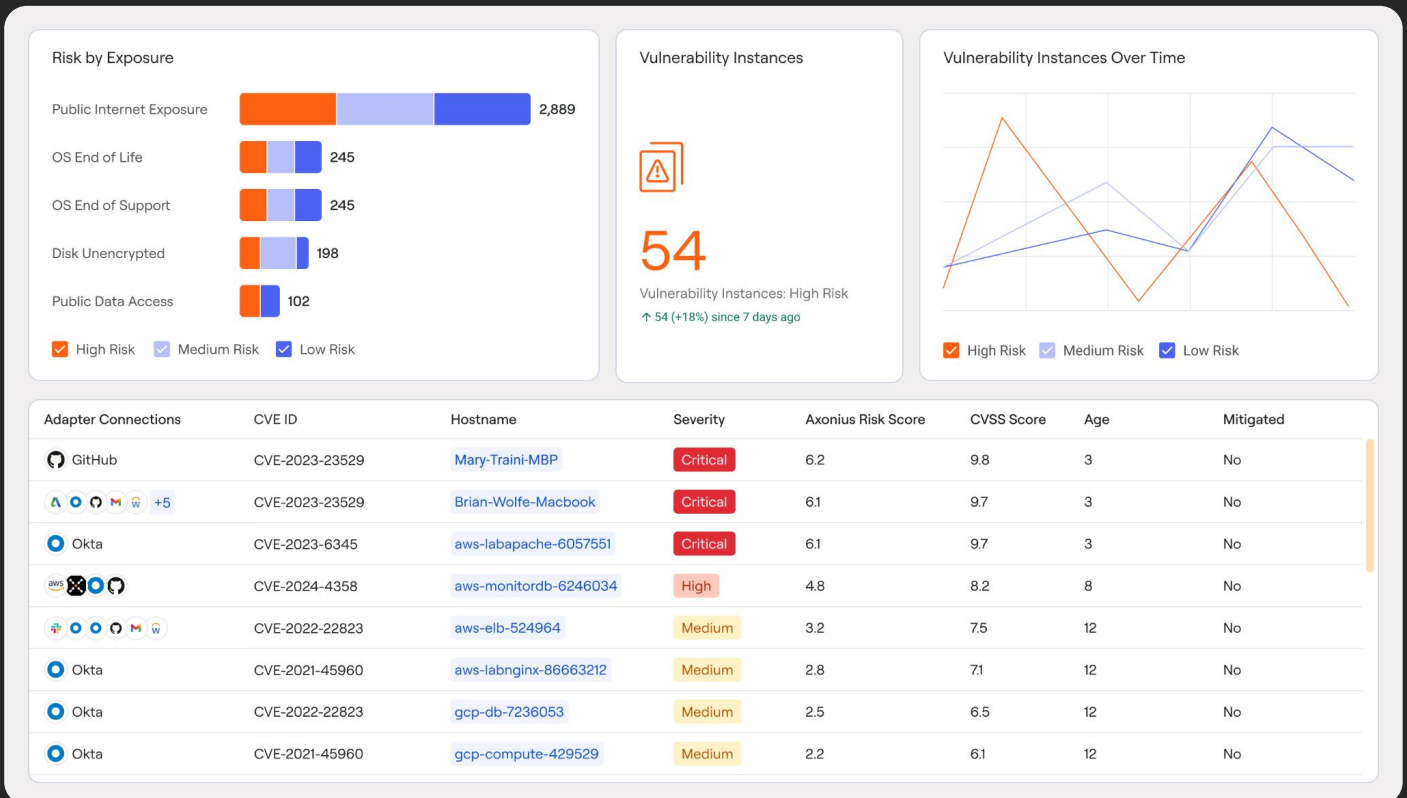 Risk by Exposure
Public Internet Exposure 2,889
OS End of Life 245
OS End of Support 245
Disk Unencrypted 198
Public Data Access 102
High Risk Medium Risk Low Risk
Vulnerability Instances
54
Vulnerability Instances: High Risk
↑ 54 (+18%) since 7 days ago
Vulnerability Instances Over Time
High Risk Medium Risk Low Risk
Adapter Connections CVE ID Hostname Severity Axonius Risk Score CVSS Score Age Mitigated
GitHub CVE-2023-23529 Mary-Traini-MBP Critical 6.2 9.8 3 No
+5 CVE-2023-23529 Brian-Wolfe-Macbook Critical 6.1 9.7 3 No
Okta CVE-2023-6345 aws-labapache-6057551 Critical 6.1 9.7 3 No
aws CVE-2024-4358 aws-monitordb-6246034 High 4.8 8.2 8 No
CVE-2022-22823 aws-elb-524964 Medium 3.2 7.5 12 No
Okta CVE-2021-45960 aws-labnginx-86663212 Medium 2.8 7.1 12 No
Okta CVE-2022-22823 gcp-db-7236053 Medium 2.5 6.5 12 No
Okta CVE-2021-45960 gcp-compute-429529 Medium 2.2 6.1 12 No